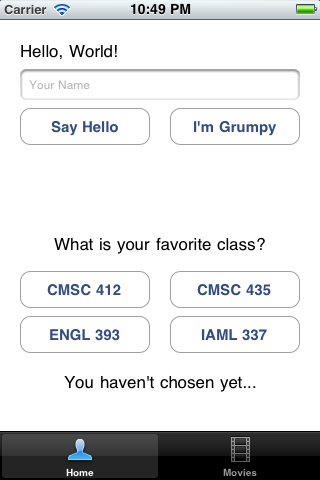 Carrier 10:49 PM
Hello, World!
Your Name
Say Hello I'm Grumpy
What is your favorite class?
CMSC 412 CMSC 435
ENGL 393 IAML 337
You haven't chosen yet...
Home Movies